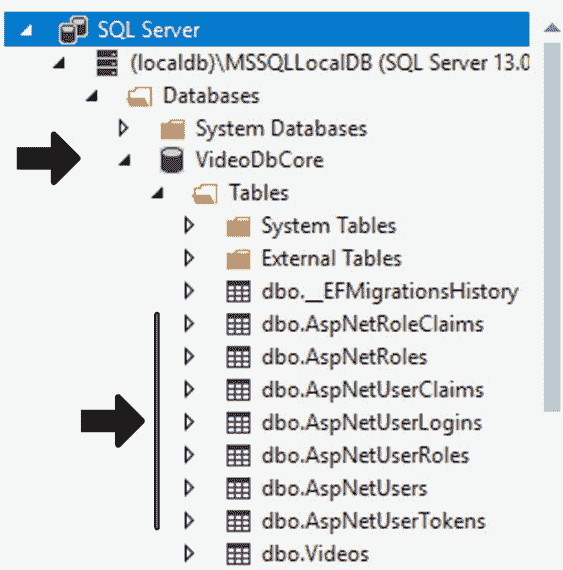 SQL Server
(localdb)\MSSQLLocalDB (SQL Server 13.0
Databases
System Databases
VideoDbCore
Tables
System Tables
External Tables
dbo.__EFMigrationsHistory
dbo.AspNetRoleClaims
dbo.AspNetRoles
dbo.AspNetUserClaims
dbo.AspNetUserLogins
dbo.AspNetUserRoles
dbo.AspNetUsers
dbo.AspNetUserTokens
dbo.Videos